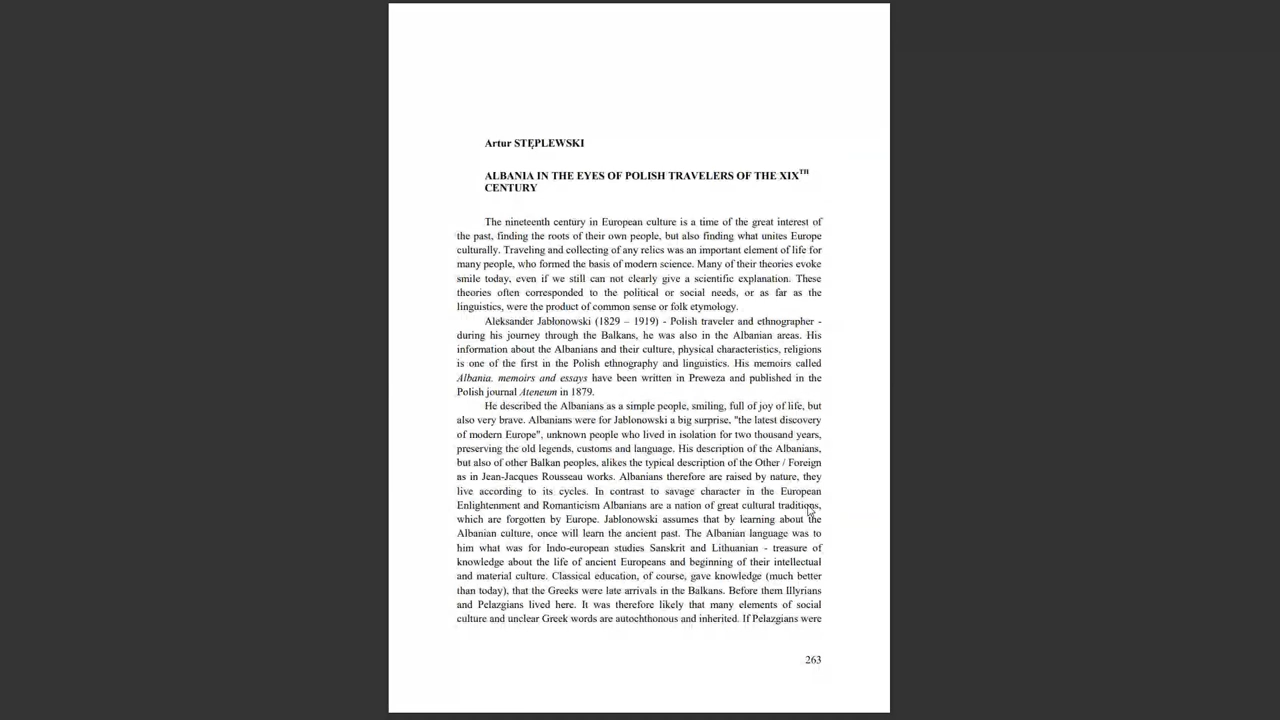 Artur STĘPLEWSKI
ALBANIA IN THE EYES OF POLISH TRAVELERS OF THE XIXTH
CENTURY
The nineteenth century in European culture is a time of the great interest of
the past, finding the roots of their own people, but also finding what unites Europe
culturally. Traveling and collecting of any relics was an important element of life for
many people, who formed the basis of modern science. Many of their theories evoke
smile today, even if we still can not clearly give a scientific explanation. These
theories often corresponded to the political or social needs, or as far as the
linguistics, were the product of common sense or folk etymology.
Aleksander Jabłonowski (1829 – 1919) - Polish traveler and ethnographer -
during his journey through the Balkans, he was also in the Albanian areas. His
information about the Albanians and their culture, physical characteristics, religions
is one of the first in the Polish ethnography and linguistics. His memoirs called
Albania. memoirs and essays have been written in Preweza and published in the
Polish journal Ateneum in 1879.
He described the Albanians as a simple people, smiling, full of joy of life, but
also very brave. Albanians were for Jabłonowski a big surprise, "the latest discovery
of modern Europe", unknown people who lived in isolation for two thousand years,
preserving the old legends, customs and language. His description of the Albanians,
but also of other Balkan peoples, alikes the typical description of the Other / Foreign
as in Jean-Jacques Rousseau works. Albanians therefore are raised by nature, they
live according to its cycles. In contrast to savage character in the European
Enlightenment and Romanticism Albanians are a nation of great cultural traditions,
which are forgotten by Europe. Jabłonowski assumes that by learning about the
Albanian culture, once will learn the ancient past. The Albanian language was to
him what was for Indo-european studies Sanskrit and Lithuanian - treasure of
knowledge about the life of ancient Europeans and beginning of their intellectual
and material culture. Classical education, of course, gave knowledge (much better
than today), that the Greeks were late arrivals in the Balkans. Before them Illyrians
and Pelazgians lived here. It was therefore likely that many elements of social
culture and unclear Greek words are autochthonous and inherited. If Pelazgians were
263